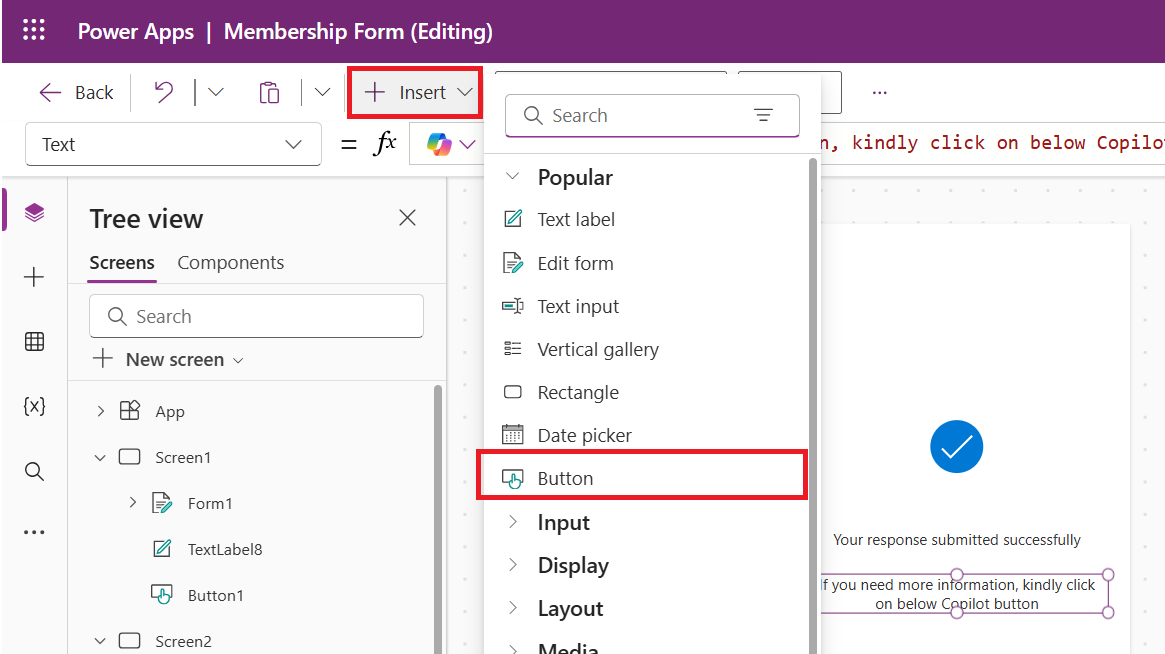 Power Apps | Membership Form (Editing)
Back
Insert
...
Text
= fx
n, kindly click on below Copilot
Search
Popular
Text label
Edit form
Text input
Vertical gallery
Rectangle
Date picker
Button
Input
Display
Layout
Media
Tree view
Screens Components
Search
New screen
App
Screen1
Form1
TextLabel8
Button1
Screen2
{x}
Your response submitted successfully
If you need more information, kindly click
on below Copilot button